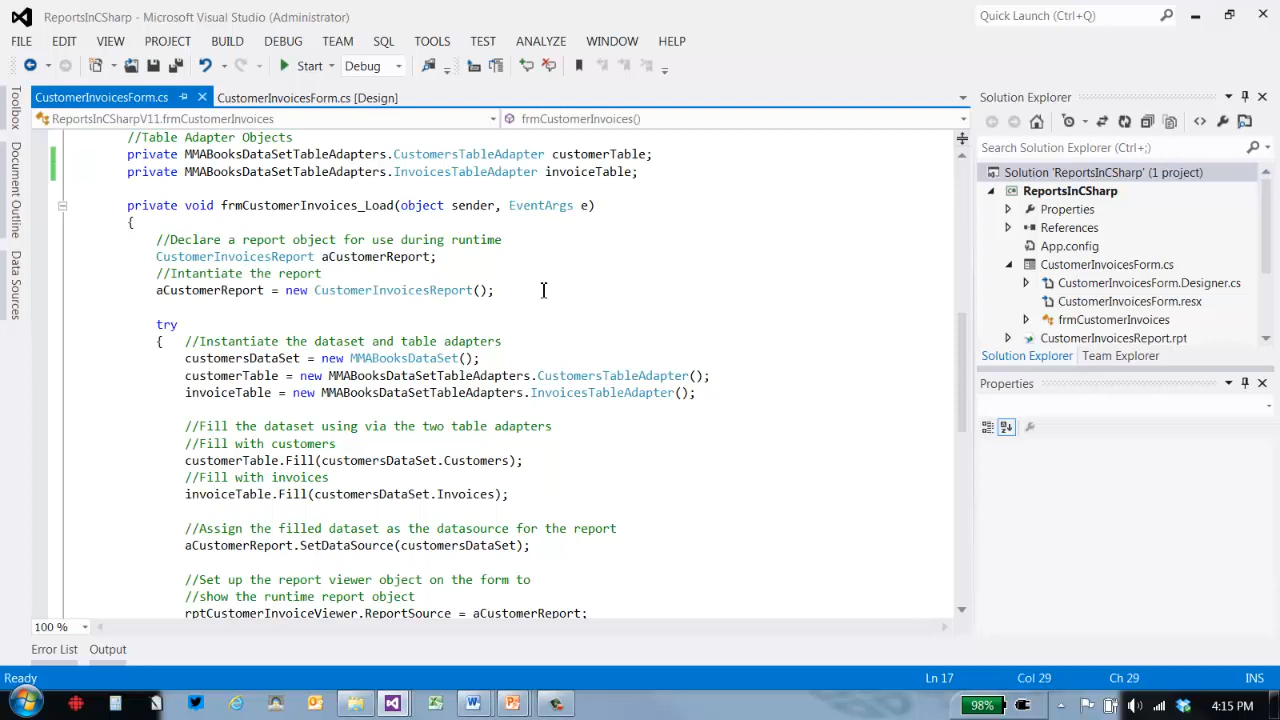 ReportsInCSharp - Microsoft Visual Studio (Administrator)
Quick Launch (Ctrl+Q)
FILE EDIT VIEW PROJECT BUILD DEBUG TEAM SQL TOOLS TEST ANALYZE WINDOW HELP
Start Debug
CustomerInvoicesForm.cs CustomerInvoicesForm.cs [Design]
ReportsInCSharpV11.frmCustomerInvoices frmCustomerInvoices()
Toolbox
Document Outline
Data Sources
//Table Adapter Objects
private MMABooksDataSetTableAdapters.CustomersTableAdapter customerTable;
private MMABooksDataSetTableAdapters.InvoicesTableAdapter invoiceTable;
private void frmCustomerInvoices_Load(object sender, EventArgs e)
{
//Declare a report object for use during runtime
CustomerInvoicesReport aCustomerReport;
//Intantiate the report
aCustomerReport = new CustomerInvoicesReport();
try
{ //Instantiate the dataset and table adapters
customersDataSet = new MMABooksDataSet();
customerTable = new MMABooksDataSetTableAdapters.CustomersTableAdapter();
invoiceTable = new MMABooksDataSetTableAdapters.InvoicesTableAdapter();
//Fill the dataset using via the two table adapters
//Fill with customers
customerTable.Fill(customersDataSet.Customers);
//Fill with invoices
invoiceTable.Fill(customersDataSet.Invoices);
//Assign the filled dataset as the datasource for the report
aCustomerReport.SetDataSource(customersDataSet);
//Set up the report viewer object on the form to
//show the runtime report object
rptCustomerInvoiceViewer.ReportSource = aCustomerReport;
100 %
Solution Explorer
Search Solution Explorer (Ctrl+;)
Solution 'ReportsInCSharp' (1 project)
ReportsInCSharp
Properties
References
App.config
CustomerInvoicesForm.cs
CustomerInvoicesForm.Designer.cs
CustomerInvoicesForm.resx
frmCustomerInvoices
CustomerInvoicesReport.rpt
Solution Explorer Team Explorer
Properties
Error List Output
Ready Ln 17 Col 29 Ch 29 INS
98% 4:15 PM